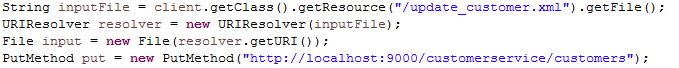 String inputFile = client.getClass().getResource("/update_customer.xml").getFile();
URIResolver resolver = new URIResolver(inputFile);
File input = new File(resolver.getURI());
PutMethod put = new PutMethod("http://localhost:9000/customerservice/customers");